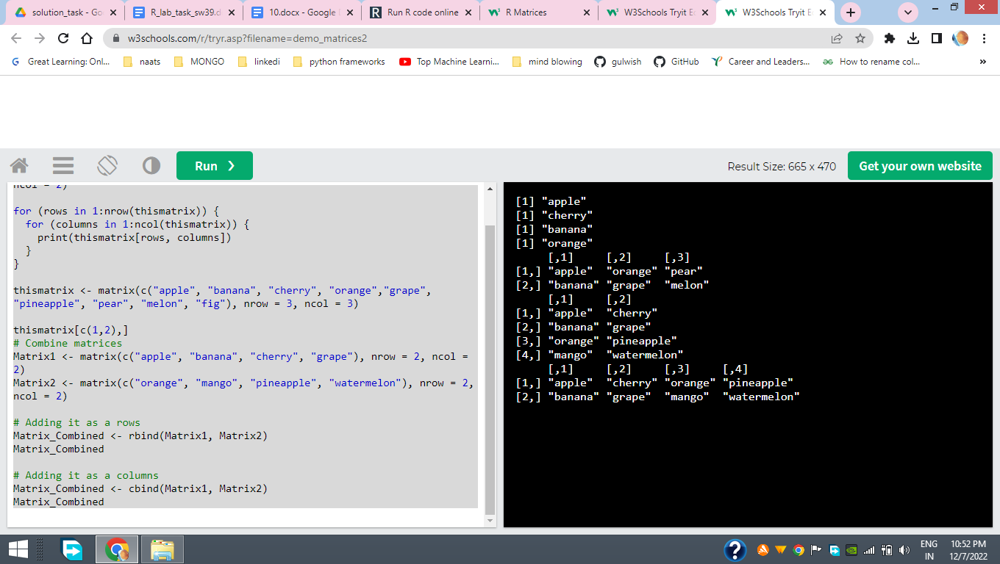 solution_task - Go
R_lab_task_sw39.d
10.docx - Google
Run R code online
R Matrices
W3Schools Tryit E
W3Schools Tryit E
w3schools.com/r/tryr.asp?filename=demo_matrices2
Great Learning: Onl...
naats
MONGO
linkedi
python frameworks
Top Machine Learni...
mind blowing
gulwish
GitHub
Career and Leaders...
How to rename col...
»
Run ❯
Result Size: 665 x 470
Get your own website
ncol = 2)
for (rows in 1:nrow(thismatrix)) {
for (columns in 1:ncol(thismatrix)) {
print(thismatrix[rows, columns])
}
}
thismatrix <- matrix(c("apple", "banana", "cherry", "orange","grape",
"pineapple", "pear", "melon", "fig"), nrow = 3, ncol = 3)
thismatrix[c(1,2),]
# Combine matrices
Matrix1 <- matrix(c("apple", "banana", "cherry", "grape"), nrow = 2, ncol =
2)
Matrix2 <- matrix(c("orange", "mango", "pineapple", "watermelon"), nrow = 2,
ncol = 2)
# Adding it as a rows
Matrix_Combined <- rbind(Matrix1, Matrix2)
Matrix_Combined
# Adding it as a columns
Matrix_Combined <- cbind(Matrix1, Matrix2)
Matrix_Combined
[1] "apple"
[1] "cherry"
[1] "banana"
[1] "orange"
[,1] [,2] [,3]
[1,] "apple" "orange" "pear"
[2,] "banana" "grape" "melon"
[,1] [,2]
[1,] "apple" "cherry"
[2,] "banana" "grape"
[3,] "orange" "pineapple"
[4,] "mango" "watermelon"
[,1] [,2] [,3] [,4]
[1,] "apple" "cherry" "orange" "pineapple"
[2,] "banana" "grape" "mango" "watermelon"
ENG
IN
10:52 PM
12/7/2022